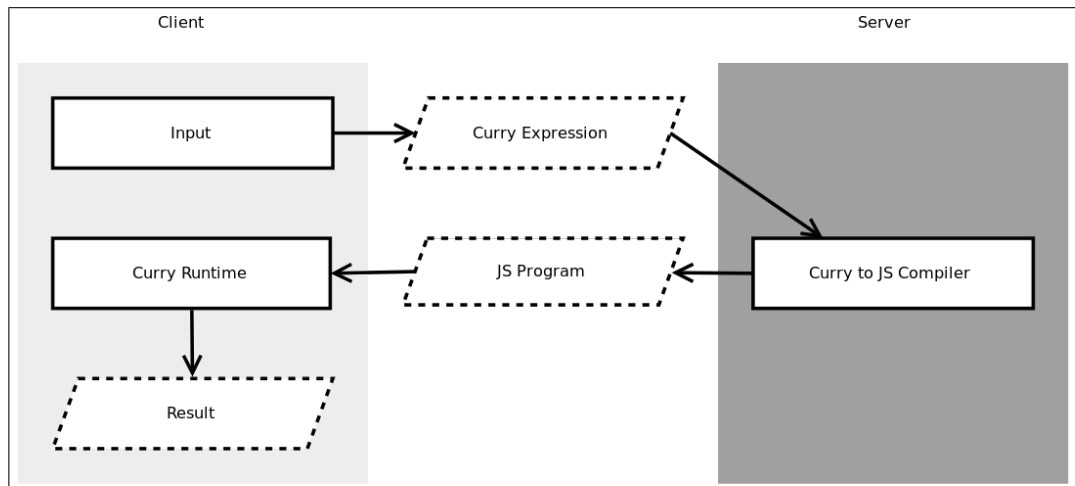 Client
Server
Input
Curry Expression
Curry Runtime
JS Program
Curry to JS Compiler
Result